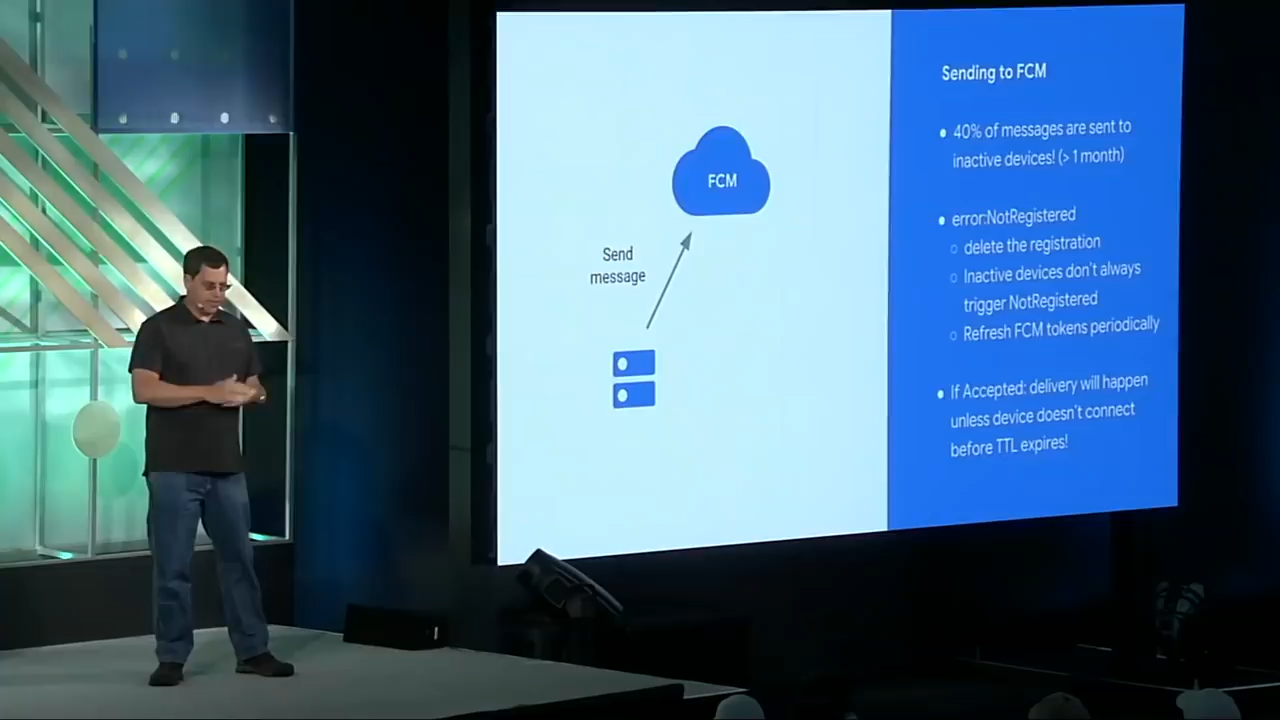 FCM
Send
message
Sending to FCM
• 40% of messages are sent to
inactive devices! (> 1 month)
• error:NotRegistered
○ delete the registration
○ Inactive devices don't always
trigger NotRegistered
○ Refresh FCM tokens periodically
• If Accepted: delivery will happen
unless device doesn't connect
before TTL expires!